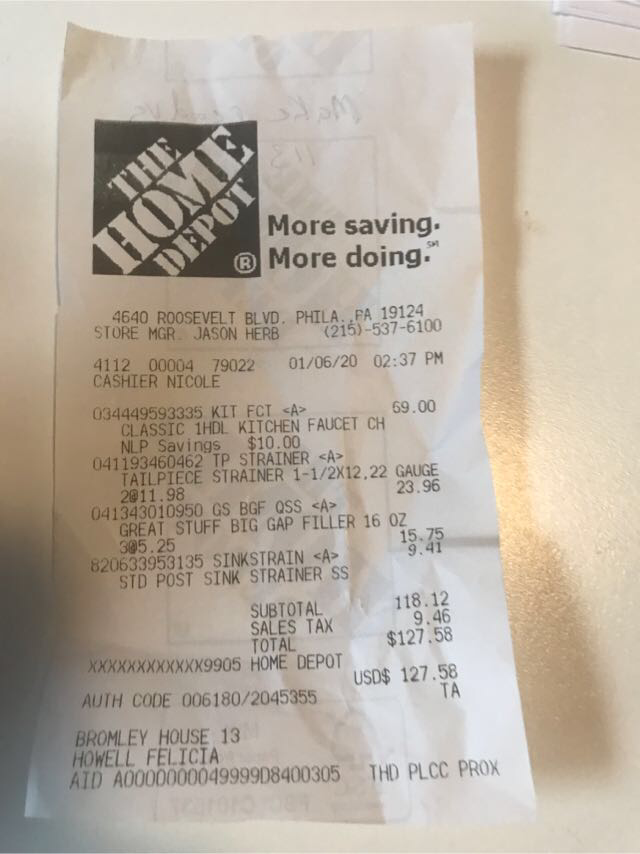 THE
HOME
DEPOT
®
More saving.
More doing.℠
4640 ROOSEVELT BLVD. PHILA.,PA 19124
STORE MGR. JASON HERB (215)-537-6100
4112 00004 79022 01/06/20 02:37 PM
CASHIER NICOLE
034449593335 KIT FCT <A> 69.00
CLASSIC 1HDL KITCHEN FAUCET CH
NLP Savings $10.00
041193460462 TP STRAINER <A>
TAILPIECE STRAINER 1-1/2X12,22 GAUGE
2@11.98 23.96
041343010950 GS BGF QSS <A>
GREAT STUFF BIG GAP FILLER 16 OZ
3@5.25 15.75
820633953135 SINKSTRAIN <A> 9.41
STD POST SINK STRAINER SS
SUBTOTAL 118.12
SALES TAX 9.46
TOTAL $127.58
XXXXXXXXXXXX9905 HOME DEPOT
USD$ 127.58
AUTH CODE 006180/2045355 TA
BROMLEY HOUSE 13
HOWELL FELICIA
AID A0000000049999D8400305 THD PLCC PROX